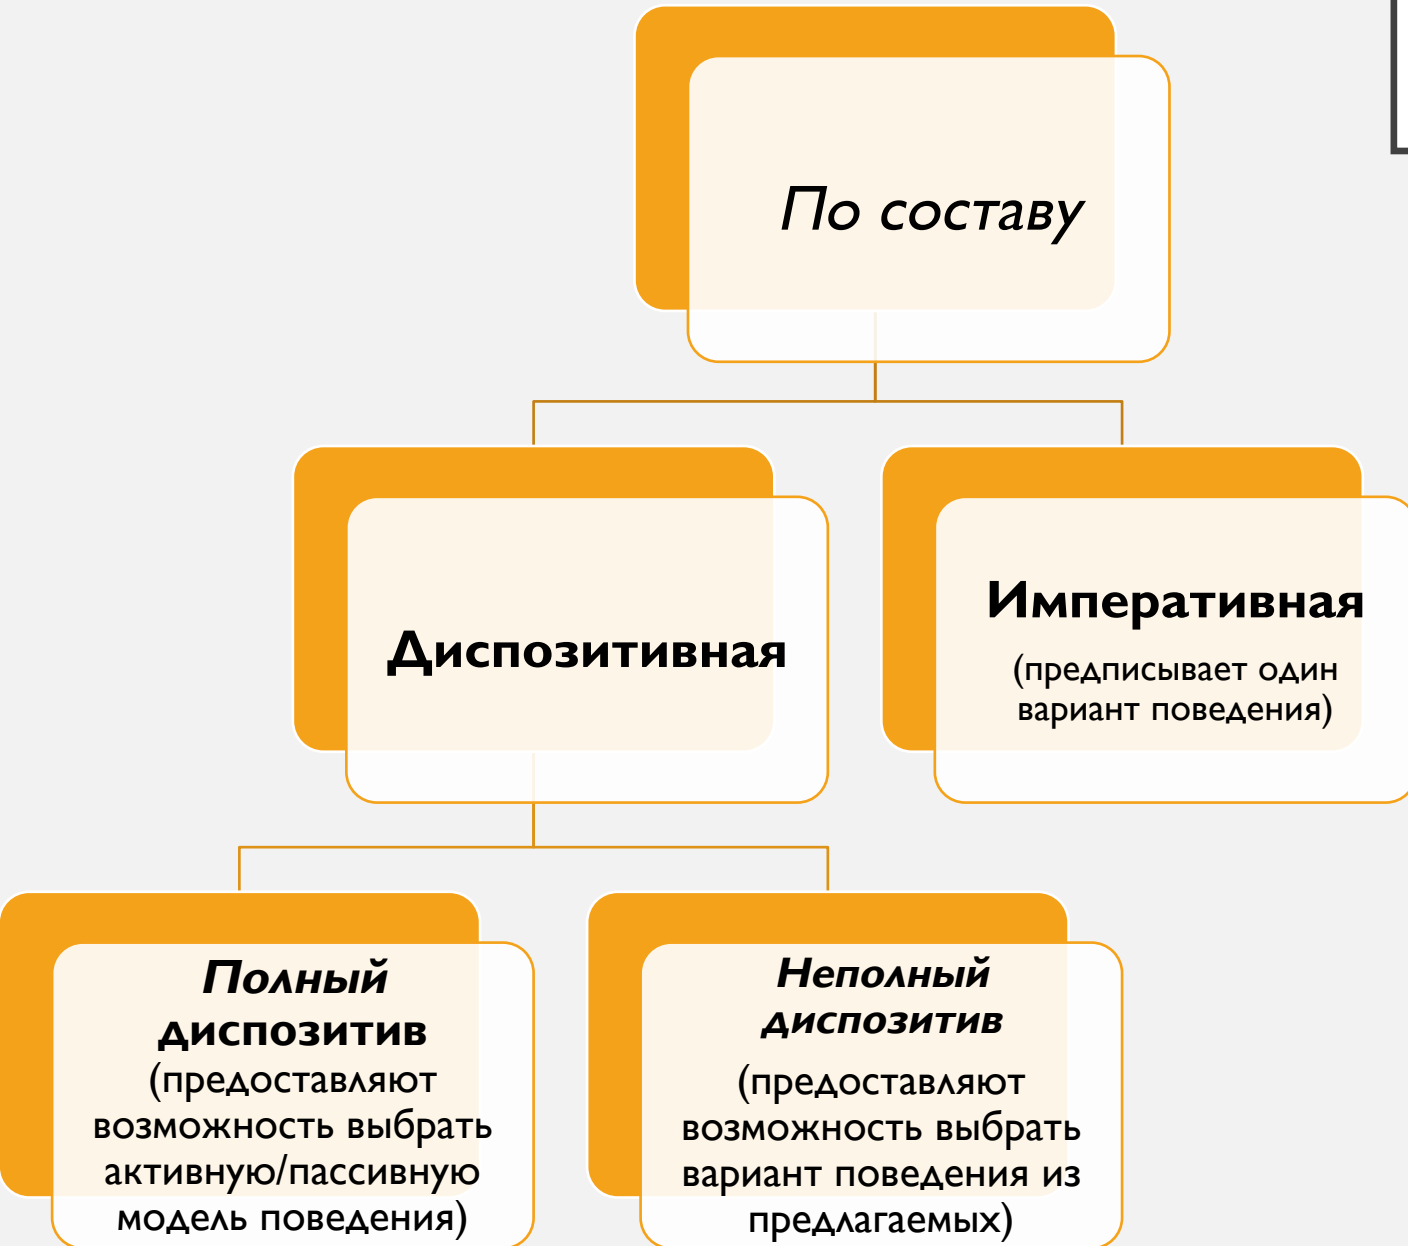 По составу
Диспозитивная
Императивная
(предписывает один
вариант поведения)
Полный
диспозитив
(предоставляют
возможность выбрать
активную/пассивную
модель поведения)
Неполный
диспозитив
(предоставляют
возможность выбрать
вариант поведения из
предлагаемых)